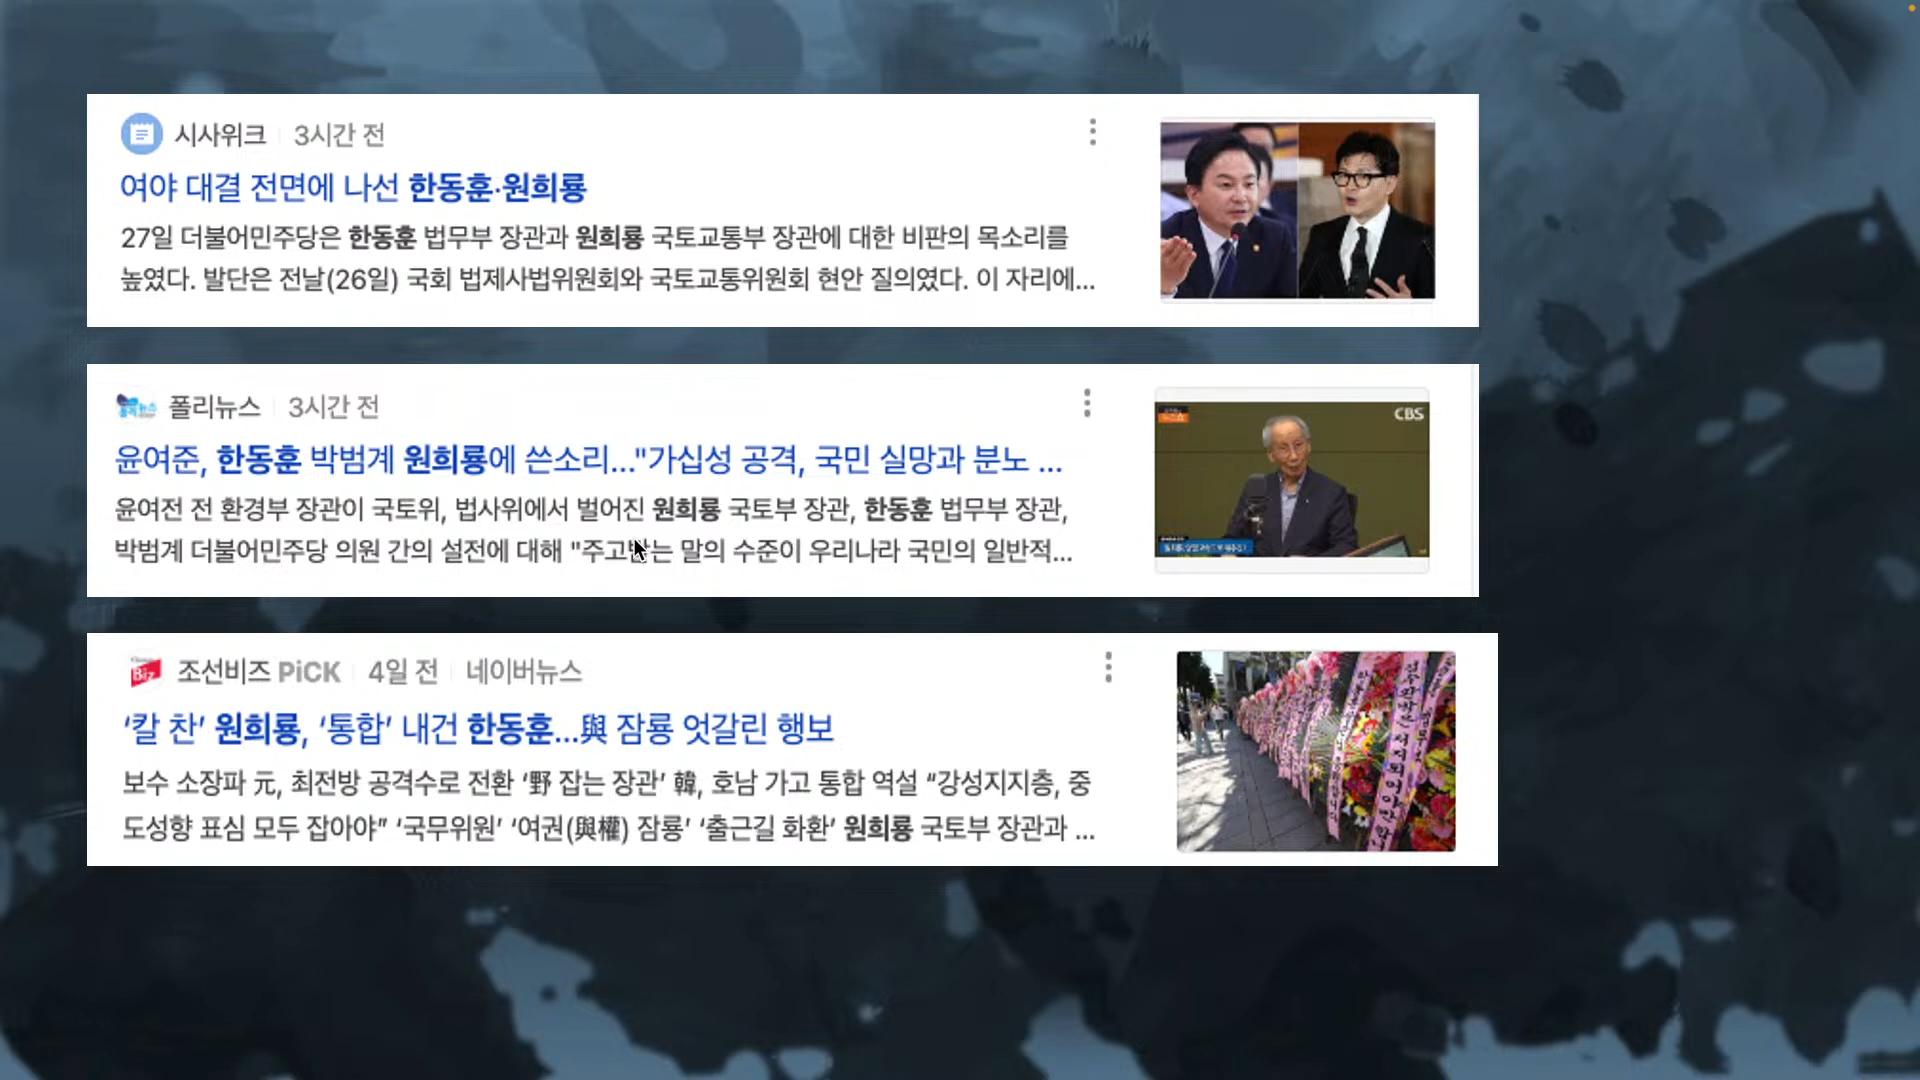 시사위크 3시간 전
여야 대결 전면에 나선 한동훈·원희룡
27일 더불어민주당은 한동훈 법무부 장관과 원희룡 국토교통부 장관에 대한 비판의 목소리를
높였다. 발단은 전날(26일) 국회 법제사법위원회와 국토교통위원회 현안 질의였다. 이 자리에...
폴리뉴스 3시간 전
윤여준, 한동훈 박범계 원희룡에 쓴소리..."가십성 공격, 국민 실망과 분노 ...
윤여전 전 환경부 장관이 국토위, 법사위에서 벌어진 원희룡 국토부 장관, 한동훈 법무부 장관,
박범계 더불어민주당 의원 간의 설전에 대해 "주고받는 말의 수준이 우리나라 국민의 일반적...
CBS
조선비즈 PiCK 4일 전 네이버뉴스
‘칼 찬’ 원희룡, ‘통합’ 내건 한동훈...與 잠룡 엇갈린 행보
보수 소장파 元, 최전방 공격수로 전환 ‘野 잡는 장관’ 韓, 호남 가고 통합 역설 “강성지지층, 중
도성향 표심 모두 잡아야” ‘국무위원’ ‘여권(與權) 잠룡’ ‘출근길 화환’ 원희룡 국토부 장관과 ...
Biz